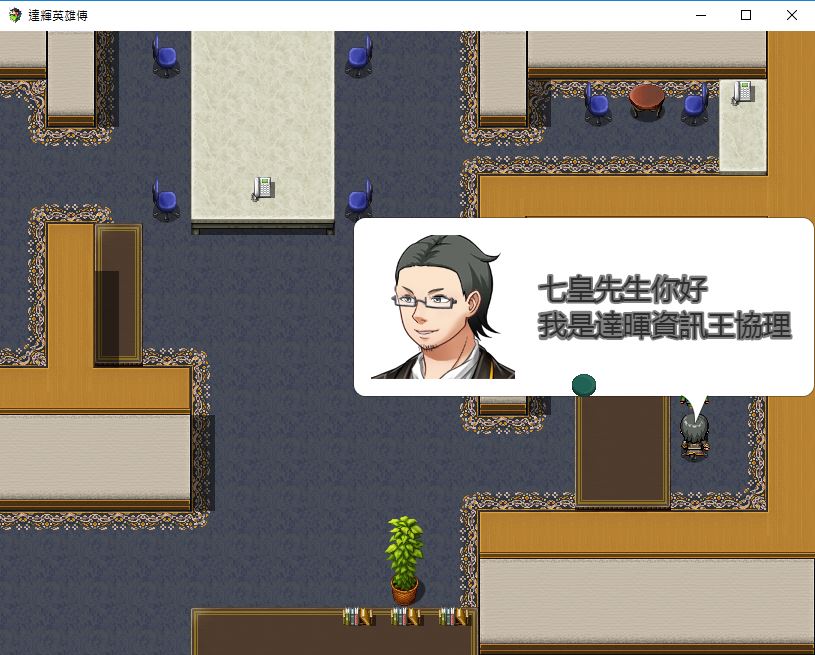 達輝英雄傳
七皇先生你好
我是達暉資訊王協理